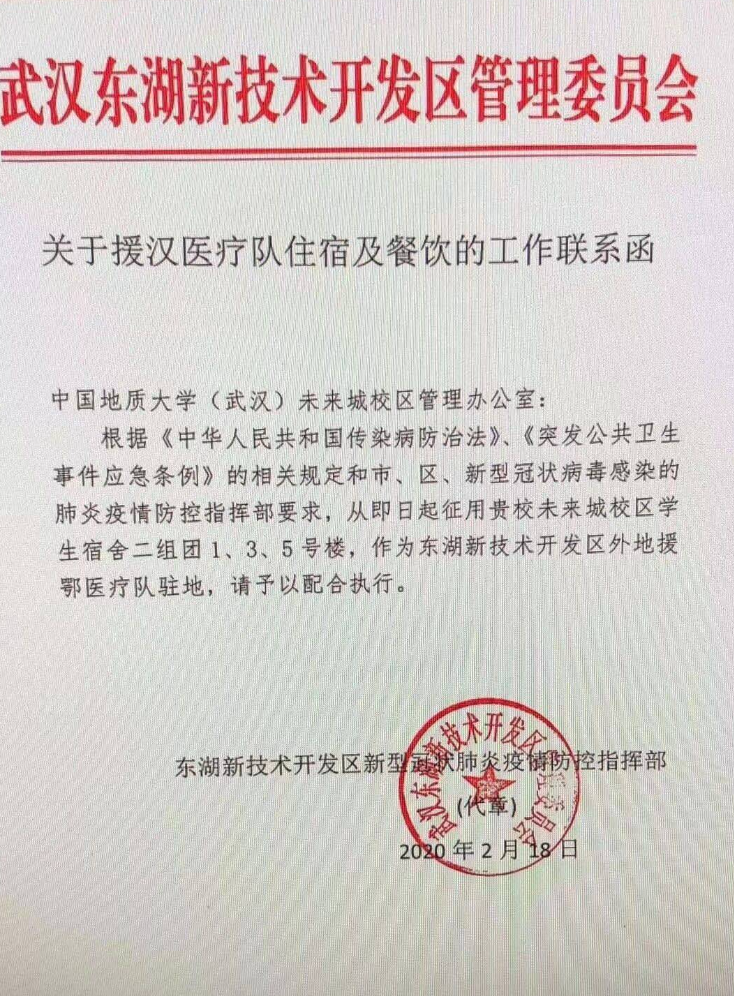 武汉东湖新技术开发区管理委员会
关于援汉医疗队住宿及餐饮的工作联系函
中国地质大学（武汉）未来城校区管理办公室：
根据《中华人民共和国传染病防治法》、《突发公共卫生
事件应急条例》的相关规定和市、区、新型冠状病毒感染的
肺炎疫情防控指挥部要求，从即日起征用贵校未来城校区学
生宿舍二组团1、3、5号楼，作为东湖新技术开发区外地援
鄂医疗队驻地，请予以配合执行。
东湖新技术开发区新型冠状肺炎疫情防控指挥部
(代章)
2020年2月18日
武汉东湖新技术开发区管理委员会